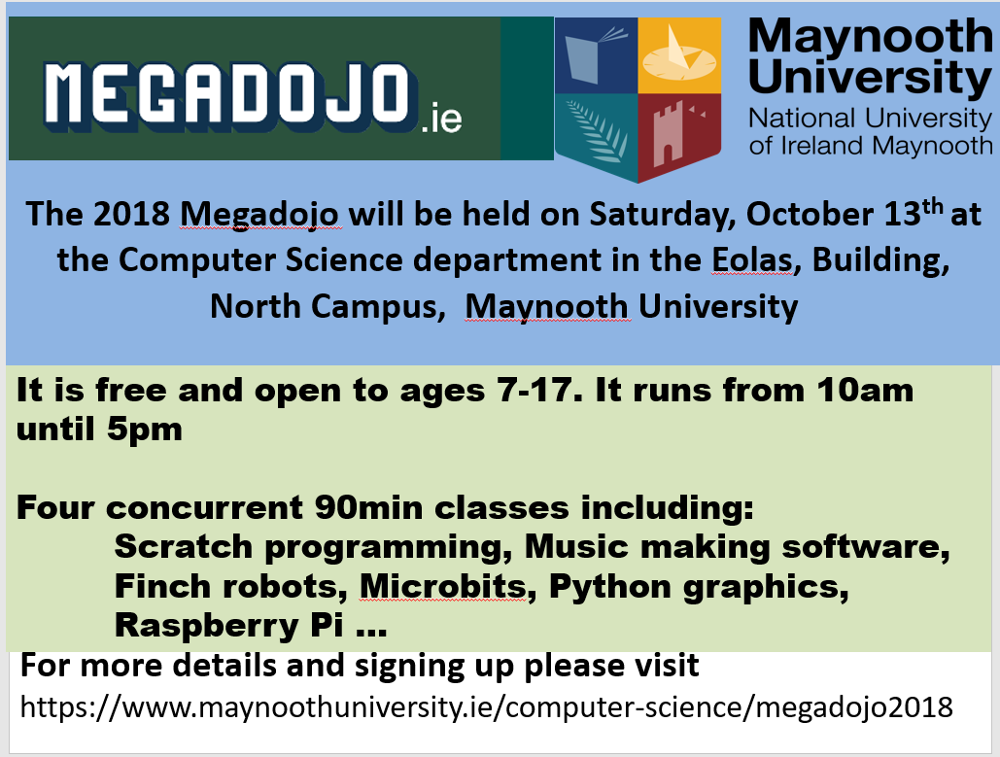 MEGADOJO.ie
Maynooth
University
National University
of Ireland Maynooth
The 2018 Megadojo will be held on Saturday, October 13th at
the Computer Science department in the Eolas, Building,
North Campus,  Maynooth University
It is free and open to ages 7-17. It runs from 10am
until 5pm
Four concurrent 90min classes including:
Scratch programming, Music making software,
Finch robots, Microbits, Python graphics,
Raspberry Pi ...
For more details and signing up please visit
https://www.maynoothuniversity.ie/computer-science/megadojo2018